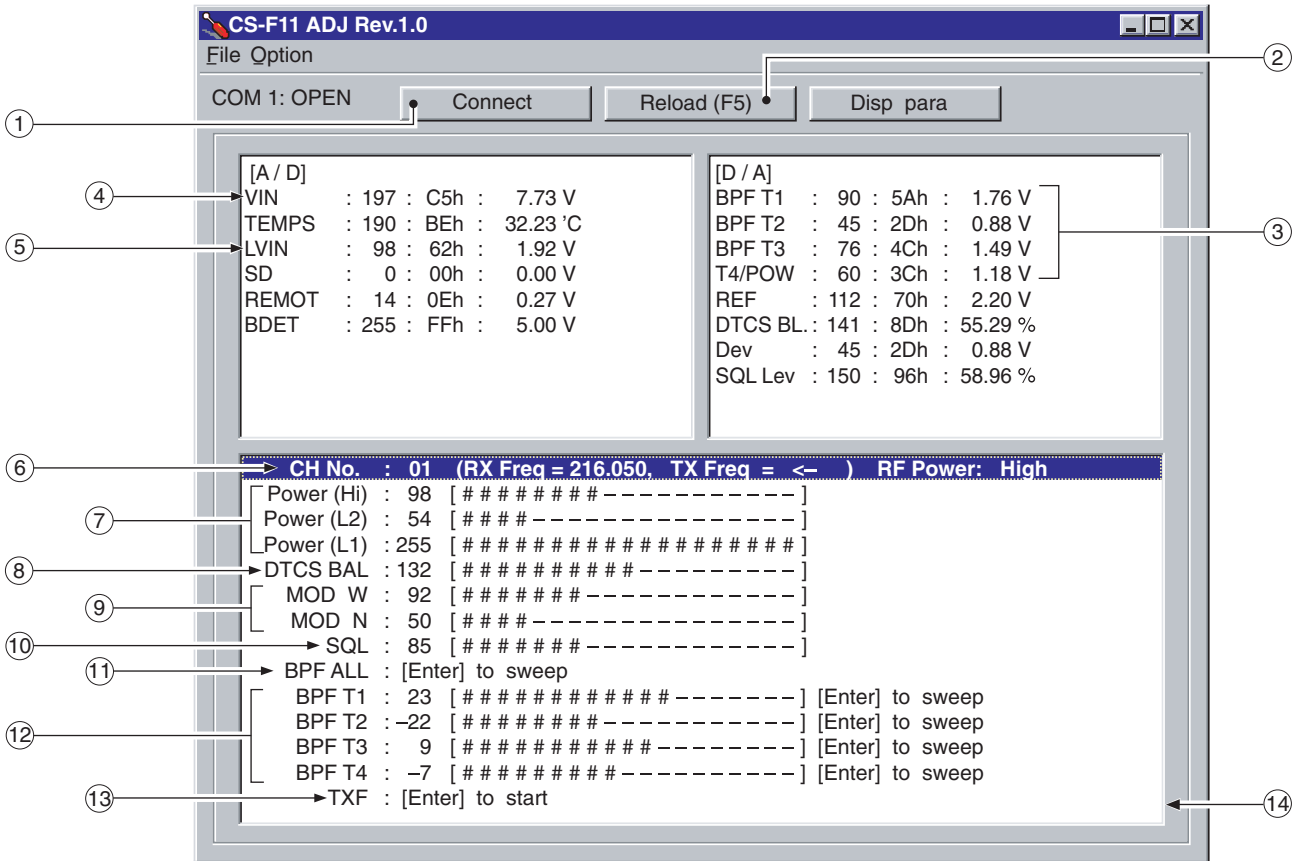 CS-F11 ADJ Rev.1.0
File Option
COM 1: OPEN Connect Reload (F5) Disp para
[A / D]
VIN : 197 : C5h : 7.73 V
TEMPS : 190 : BEh : 32.23 'C
LVIN : 98 : 62h : 1.92 V
SD : 0 : 00h : 0.00 V
REMOT : 14 : 0Eh : 0.27 V
BDET : 255 : FFh : 5.00 V
[D / A]
BPF T1 : 90 : 5Ah : 1.76 V
BPF T2 : 45 : 2Dh : 0.88 V
BPF T3 : 76 : 4Ch : 1.49 V
T4/POW : 60 : 3Ch : 1.18 V
REF : 112 : 70h : 2.20 V
DTCS BL. : 141 : 8Dh : 55.29 %
Dev : 45 : 2Dh : 0.88 V
SQL Lev : 150 : 96h : 58.96 %
CH No. : 01 (RX Freq = 216.050, TX Freq = <– ) RF Power: High
Power (Hi) : 98 [ # # # # # # # # – – – – – – – – – – – ]
Power (L2) : 54 [ # # # # – – – – – – – – – – – – – – – ]
Power (L1) : 255 [ # # # # # # # # # # # # # # # # # # # ]
DTCS BAL : 132 [ # # # # # # # # # # – – – – – – – – – ]
MOD W : 92 [ # # # # # # # – – – – – – – – – – – – ]
MOD N : 50 [ # # # # – – – – – – – – – – – – – – – ]
SQL : 85 [ # # # # # # # – – – – – – – – – – – – ]
BPF ALL : [Enter] to sweep
BPF T1 : 23 [ # # # # # # # # # # # # – – – – – – – ] [Enter] to sweep
BPF T2 : –22 [ # # # # # # # # – – – – – – – – – – – ] [Enter] to sweep
BPF T3 : 9 [ # # # # # # # # # # # – – – – – – – – ] [Enter] to sweep
BPF T4 : –7 [ # # # # # # # # # – – – – – – – – – – ] [Enter] to sweep
TXF : [Enter] to start
1
2
3
4
5
6
7
8
9
10
11
12
13
14